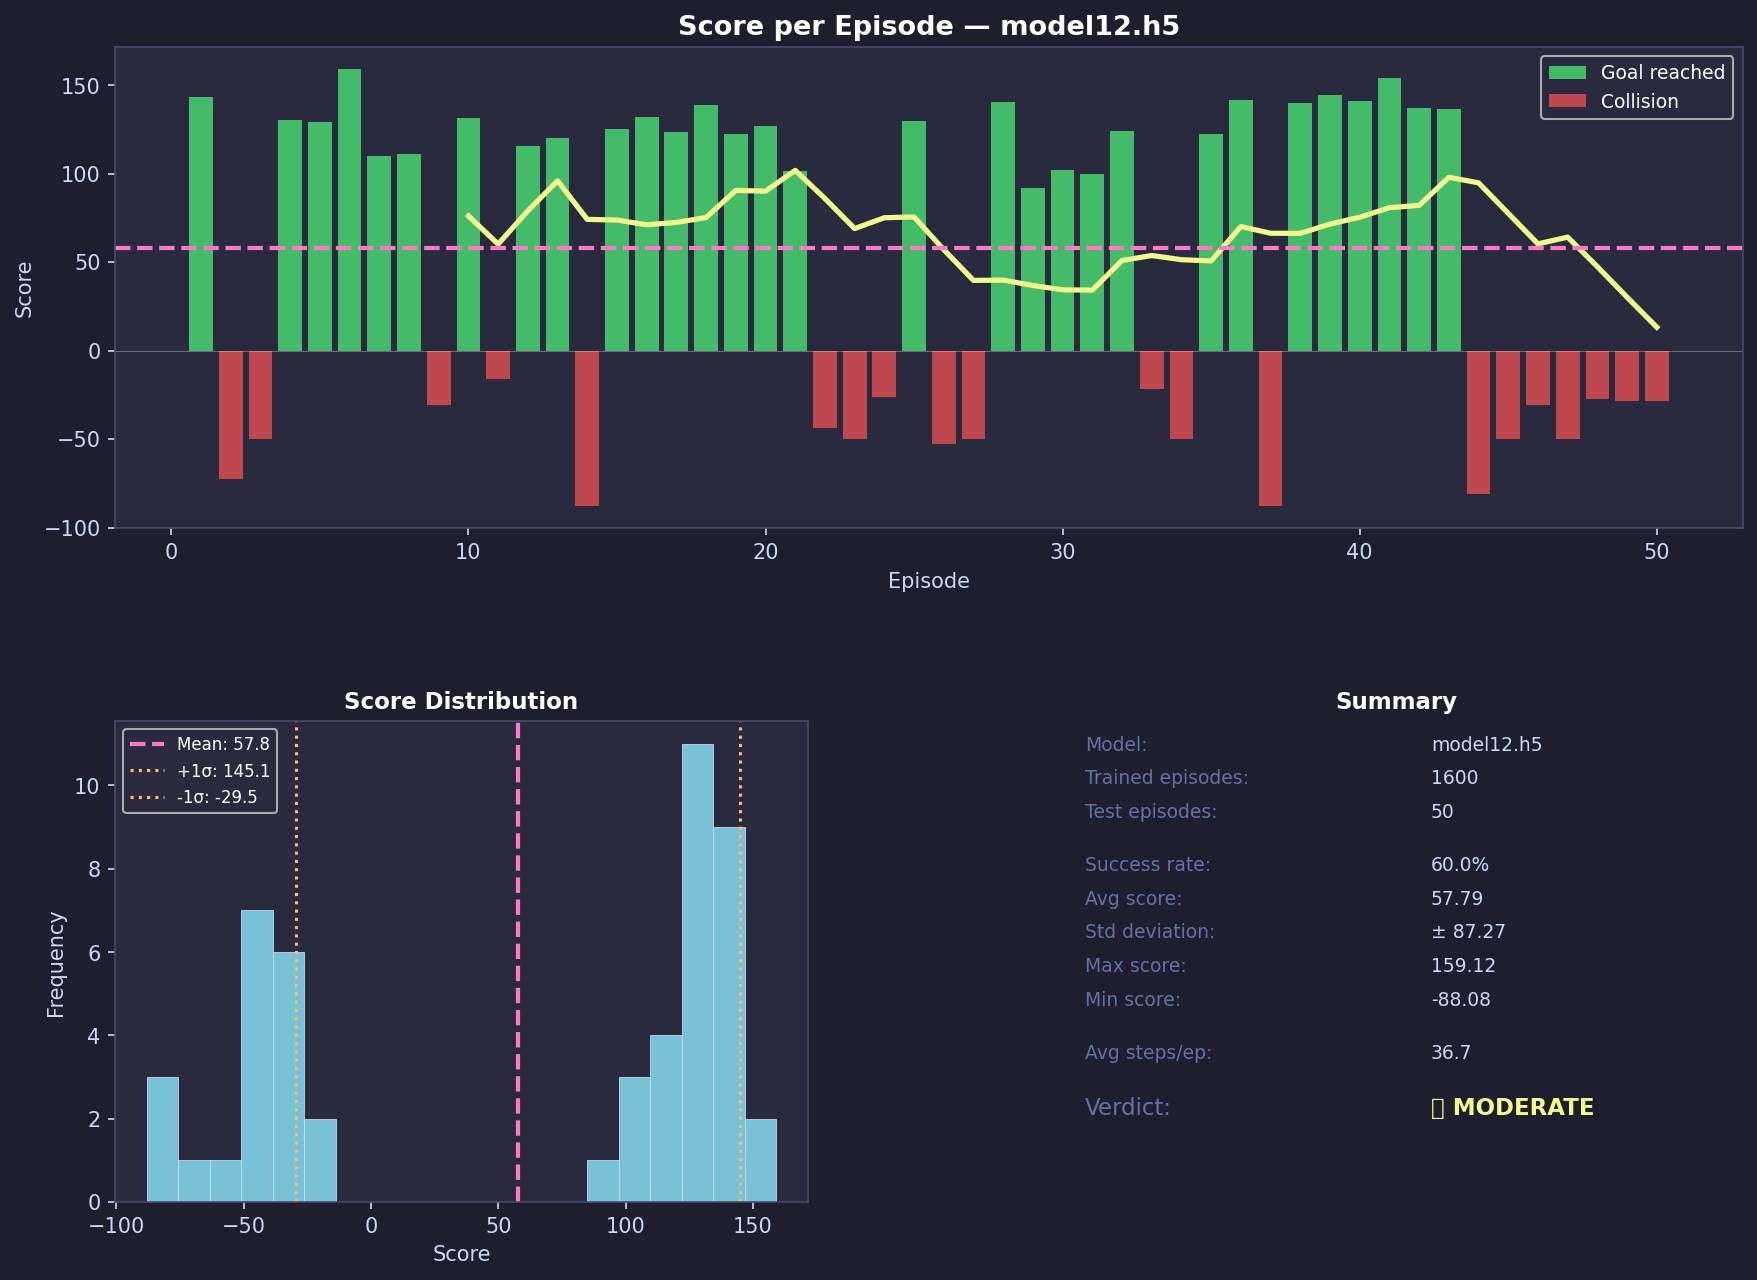 Score per Episode — model12.h5
Goal reached
Collision
150
100
50
0
−50
−100
Score
0 10 20 30 40 50
Episode
Score Distribution
Mean: 57.8
+1σ: 145.1
-1σ: -29.5
10
8
6
4
2
0
Frequency
−100 −50 0 50 100 150
Score
Summary
Model: model12.h5
Trained episodes: 1600
Test episodes: 50
Success rate: 60.0%
Avg score: 57.79
Std deviation: ± 87.27
Max score: 159.12
Min score: -88.08
Avg steps/ep: 36.7
Verdict: MODERATE